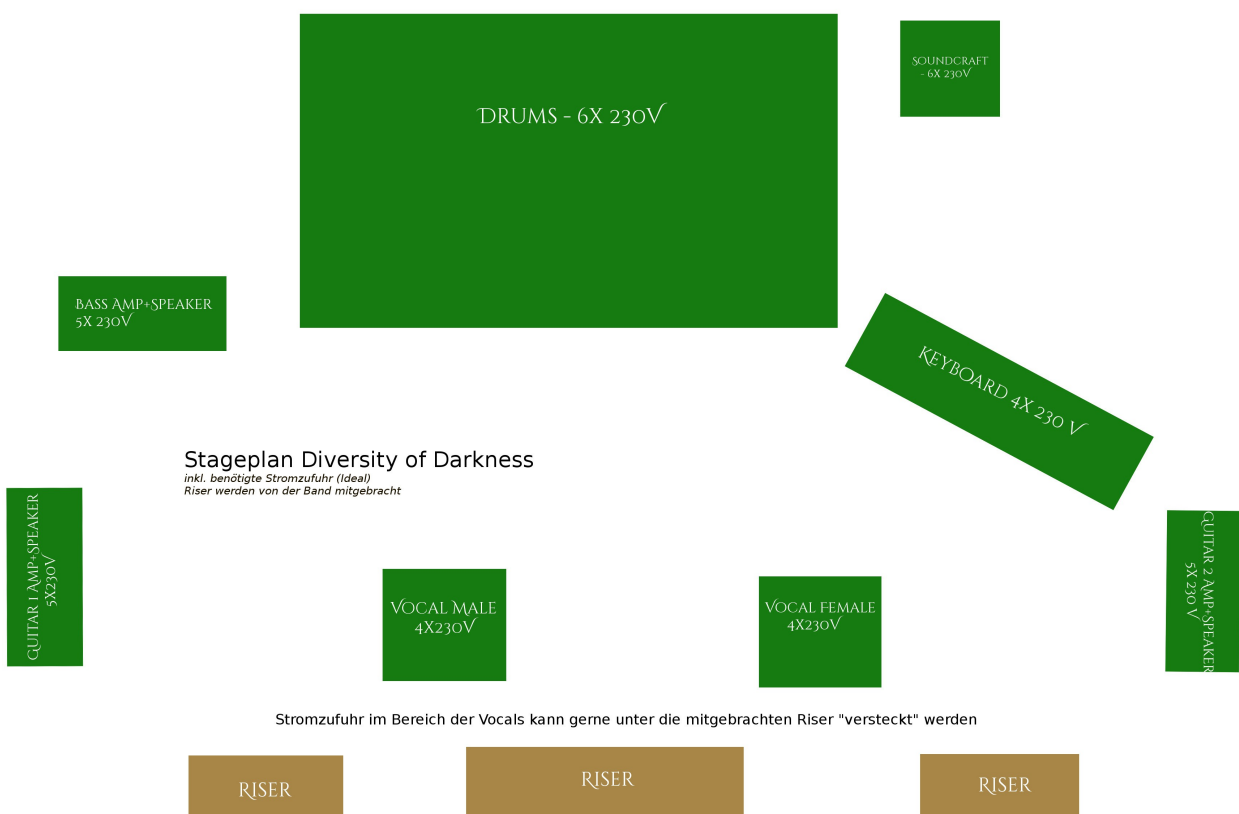 Drums - 6x 230V
Soundcraft
- 6x 230V
Bass Amp+Speaker
5x 230V
Keyboard 4x 230 V
Stageplan Diversity of Darkness
inkl. benötigte Stromzufuhr (Ideal)
Riser werden von der Band mitgebracht
Guitar 1 Amp+Speaker
5x230V
Guitar 2 Amp+Speaker
5x 230 V
Vocal Male
4x230V
Vocal Female
4x230V
Stromzufuhr im Bereich der Vocals kann gerne unter die mitgebrachten Riser "versteckt" werden
Riser
Riser
Riser